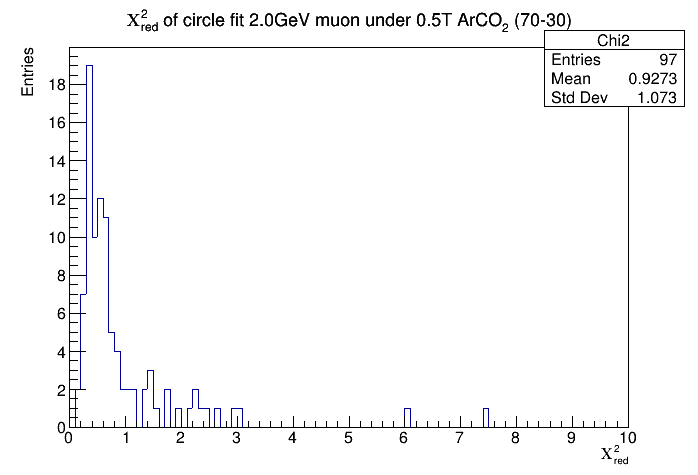 χ²red of circle fit 2.0GeV muon under 0.5T ArCO₂ (70-30)
Chi2
Entries 97
Mean 0.9273
Std Dev 1.073
Entries
18
16
14
12
10
8
6
4
2
0
0 1 2 3 4 5 6 7 8 9 10
χ²red